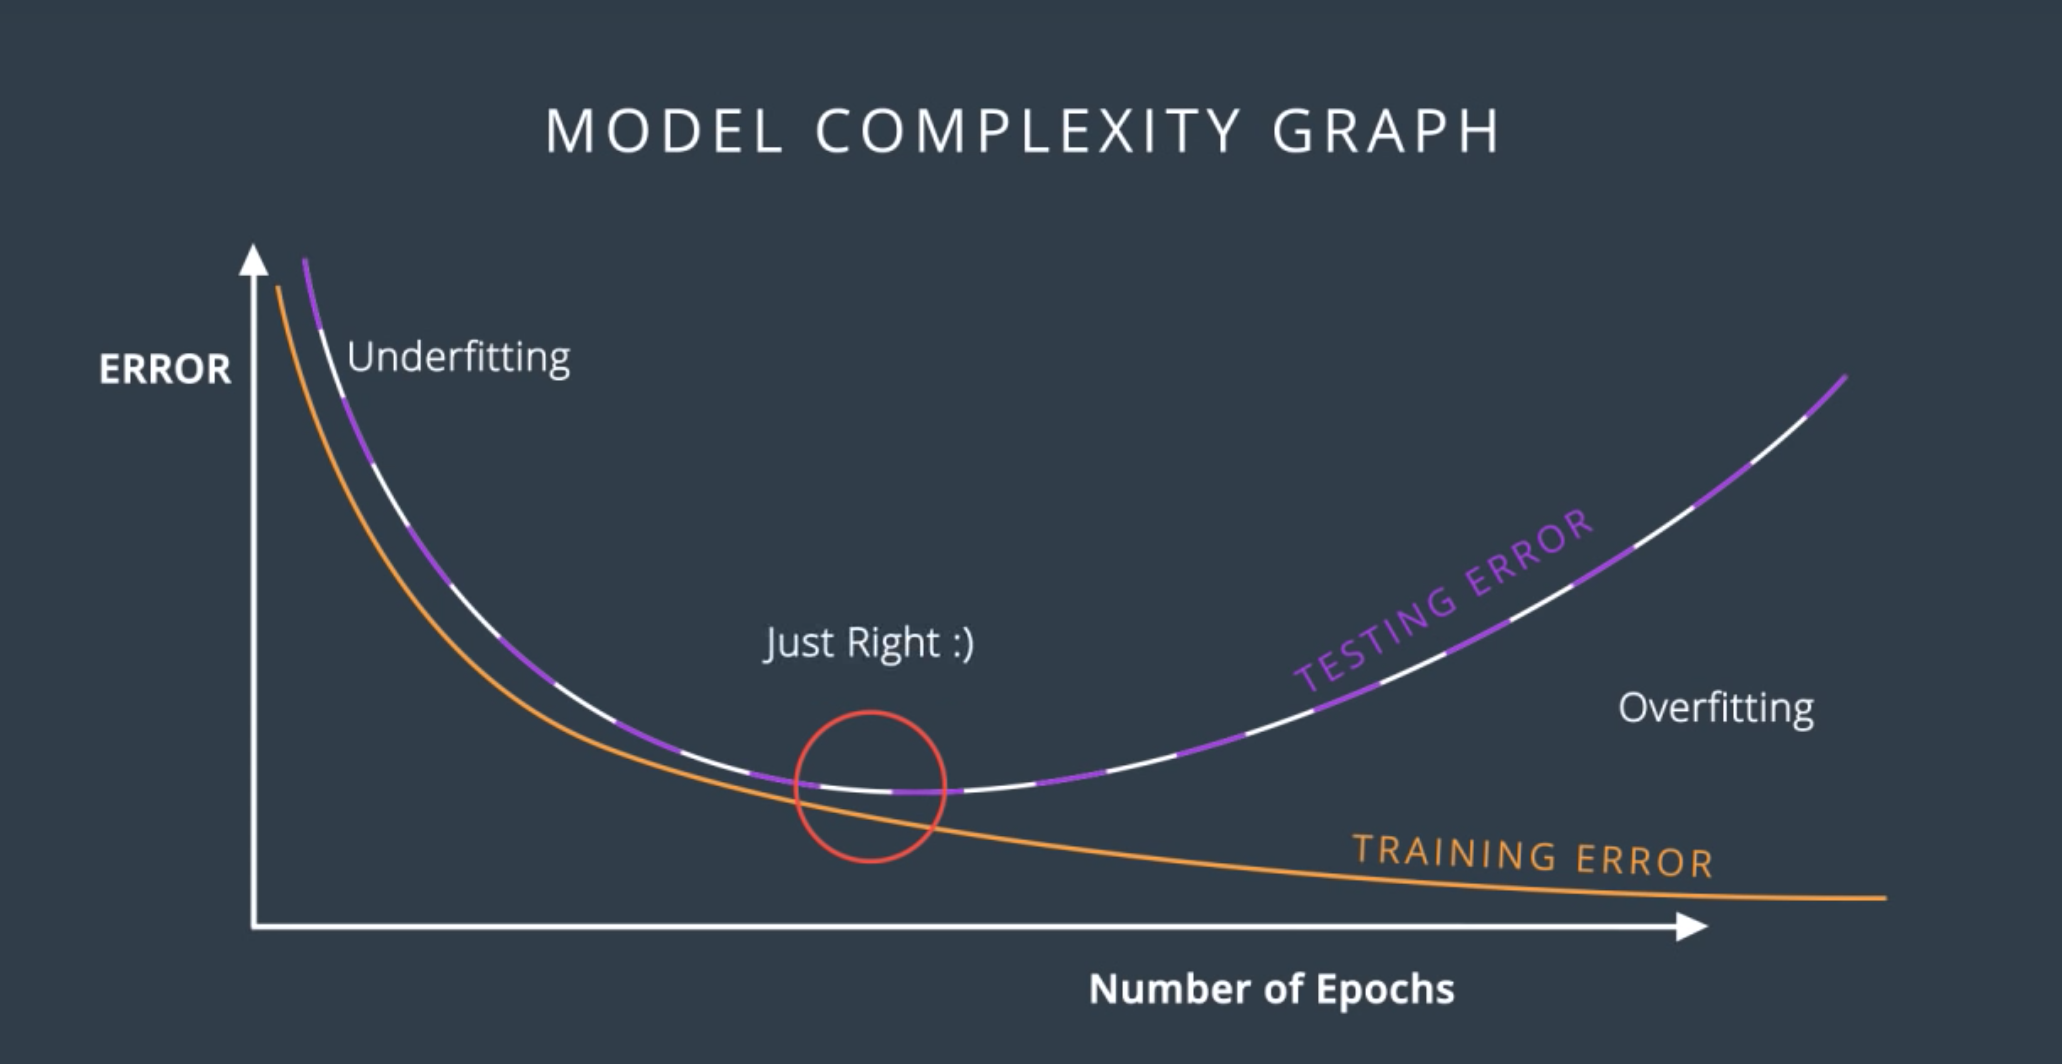 MODEL COMPLEXITY GRAPH
ERROR
Underfitting
Just Right :)
TESTING ERROR
Overfitting
TRAINING ERROR
Number of Epochs